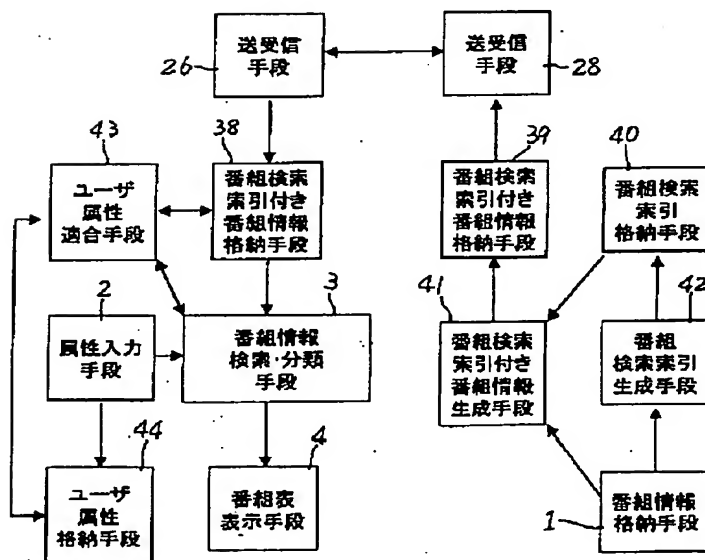 送受信
手段
26
送受信
手段
28
43
ユーザ
属性
適合手段
38
番組検索
索引付き
番組情報
格納手段
39
番組検索
索引付き
番組情報
格納手段
40
番組検索
索引
格納手段
2
属性入力
手段
3
番組情報
検索・分類
手段
41
番組検索
索引付き
番組情報
生成手段
42
番組
検索索引
生成手段
44
ユーザ
属性
格納手段
4
番組表
表示手段
1
番組情報
格納手段